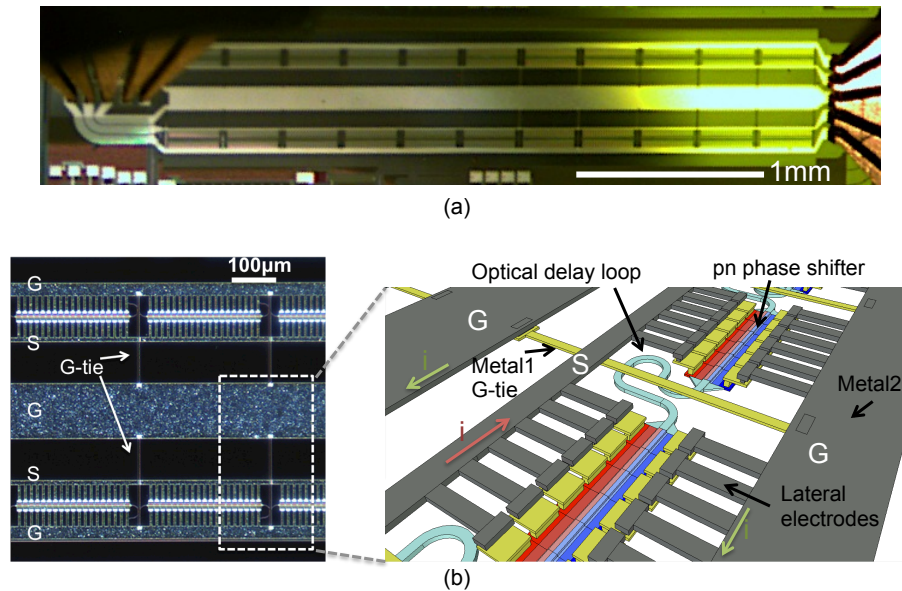 1mm
(a)
100µm
G
S
G-tie
G
S
G
Optical delay loop
pn phase shifter
G
i
Metal1
G-tie
S
i
Metal2
G
Lateral
electrodes
i
(b)